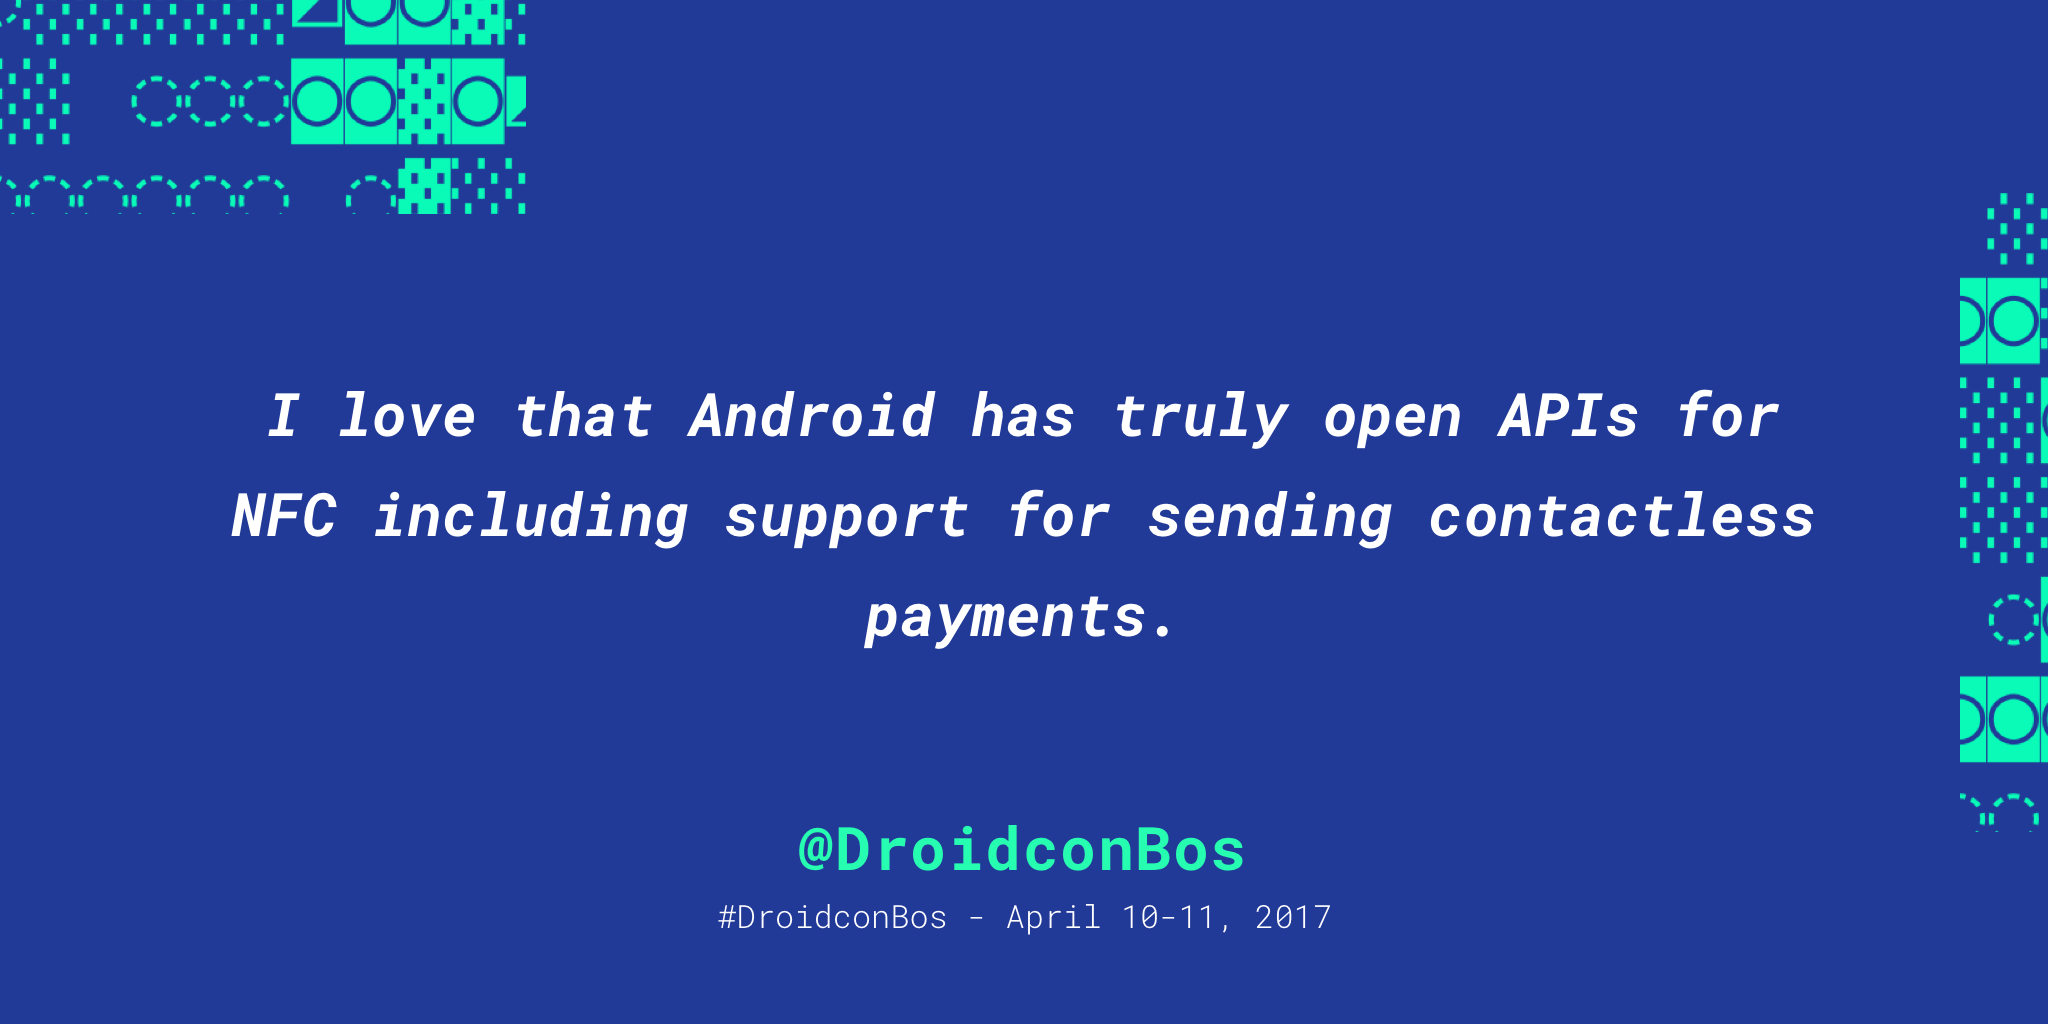 I love that Android has truly open APIs for
NFC including support for sending contactless
payments.
@DroidconBos
#DroidconBos - April 10-11, 2017